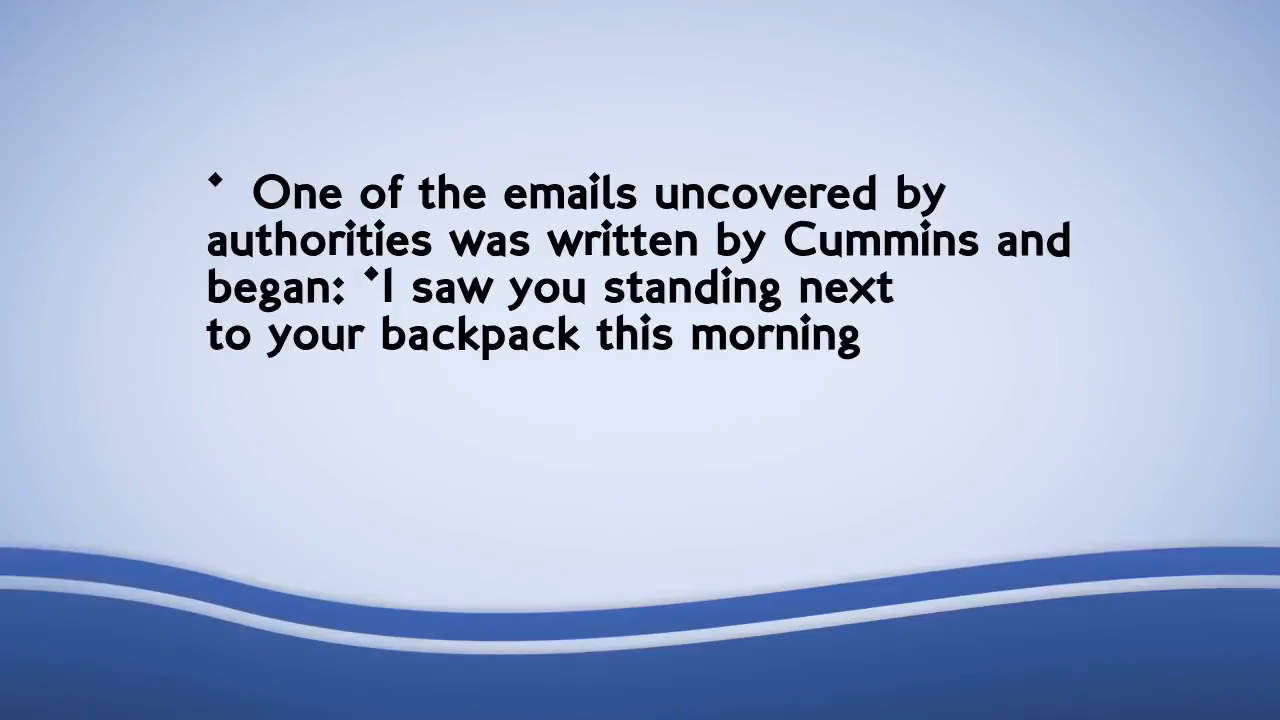 • One of the emails uncovered by
authorities was written by Cummins and
began: •I saw you standing next
to your backpack this morning